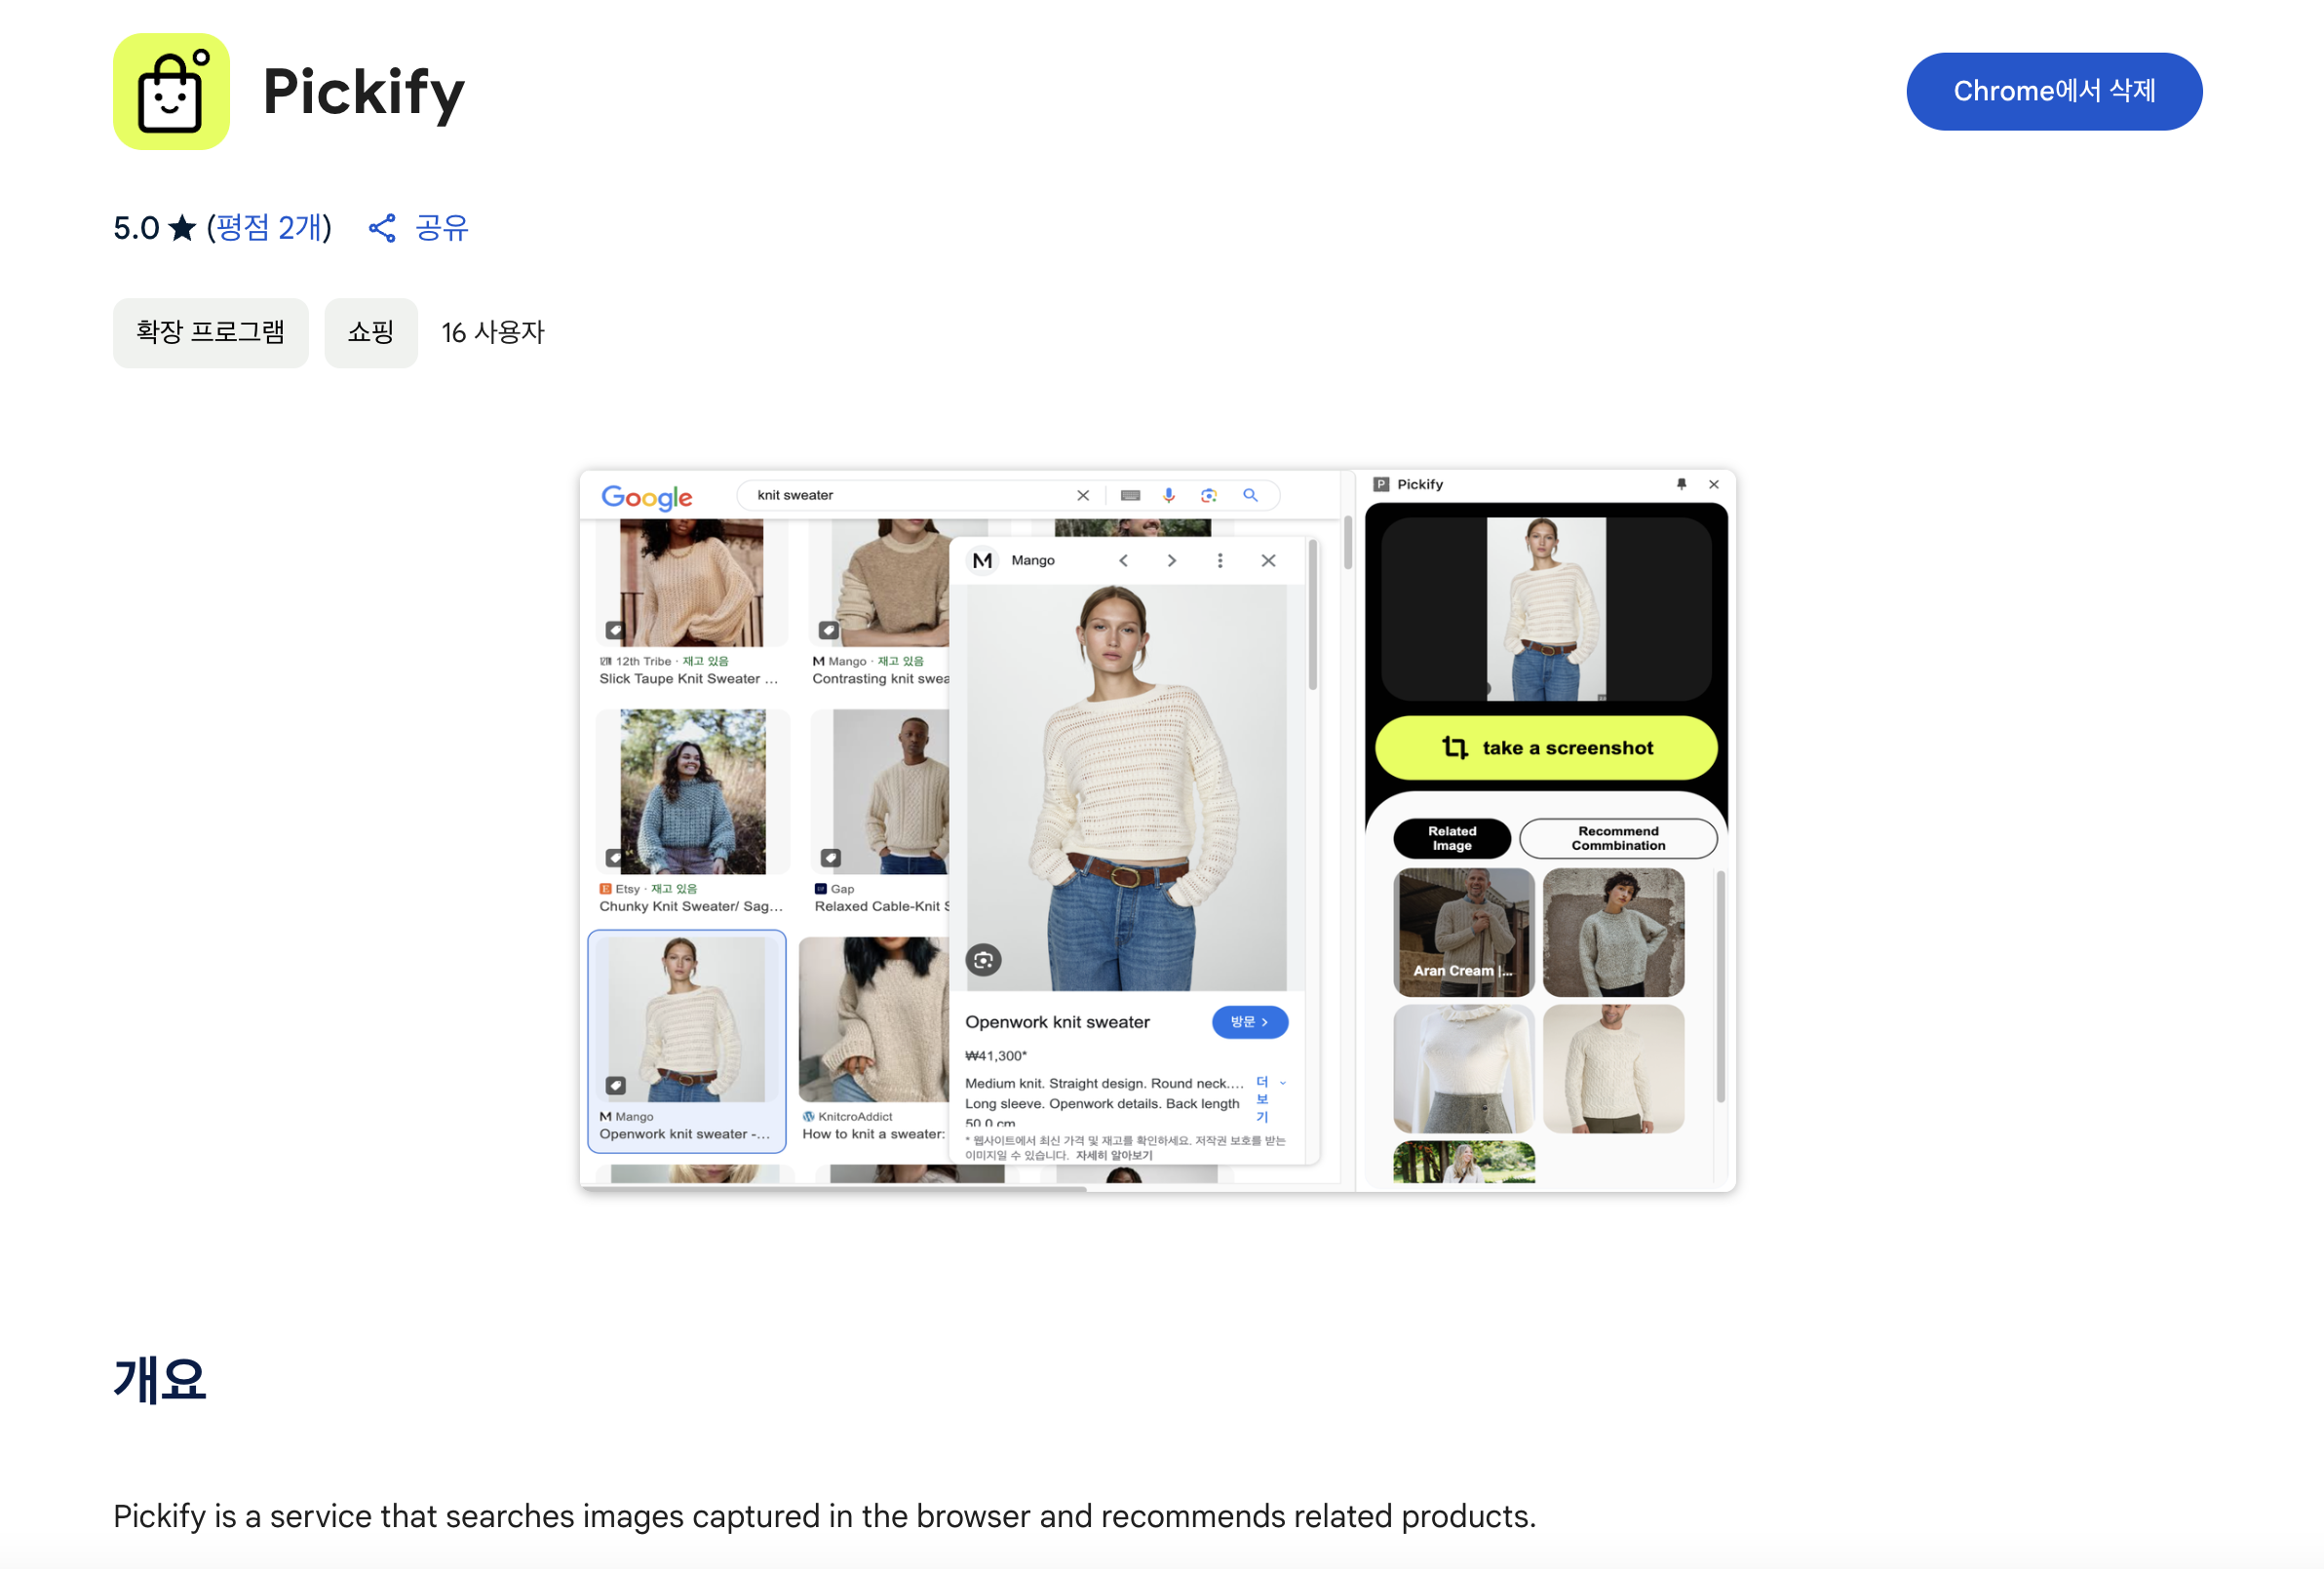 Pickify
Chrome에서 삭제
5.0 ★ (평점 2개) 공유
확장 프로그램 쇼핑 16 사용자
Google knit sweater
12th Tribe · 재고 있음
Slick Taupe Knit Sweater ...
M Mango · 재고 있음
Contrasting knit swea
Etsy · 재고 있음
Chunky Knit Sweater/ Sag...
Gap
Relaxed Cable-Knit S
M Mango
Openwork knit sweater -...
KnitcroAddict
How to knit a sweater:
M Mango
Openwork knit sweater
방문
₩41,300*
Medium knit. Straight design. Round neck....
Long sleeve. Openwork details. Back length
50.0 cm
더
보
기
* 웹사이트에서 최신 가격 및 재고를 확인하세요. 저작권 보호를 받는
이미지일 수 있습니다. 자세히 알아보기
P Pickify
take a screenshot
Related
Image
Recommend
Commbination
Aran Cream |...
개요
Pickify is a service that searches images captured in the browser and recommends related products.